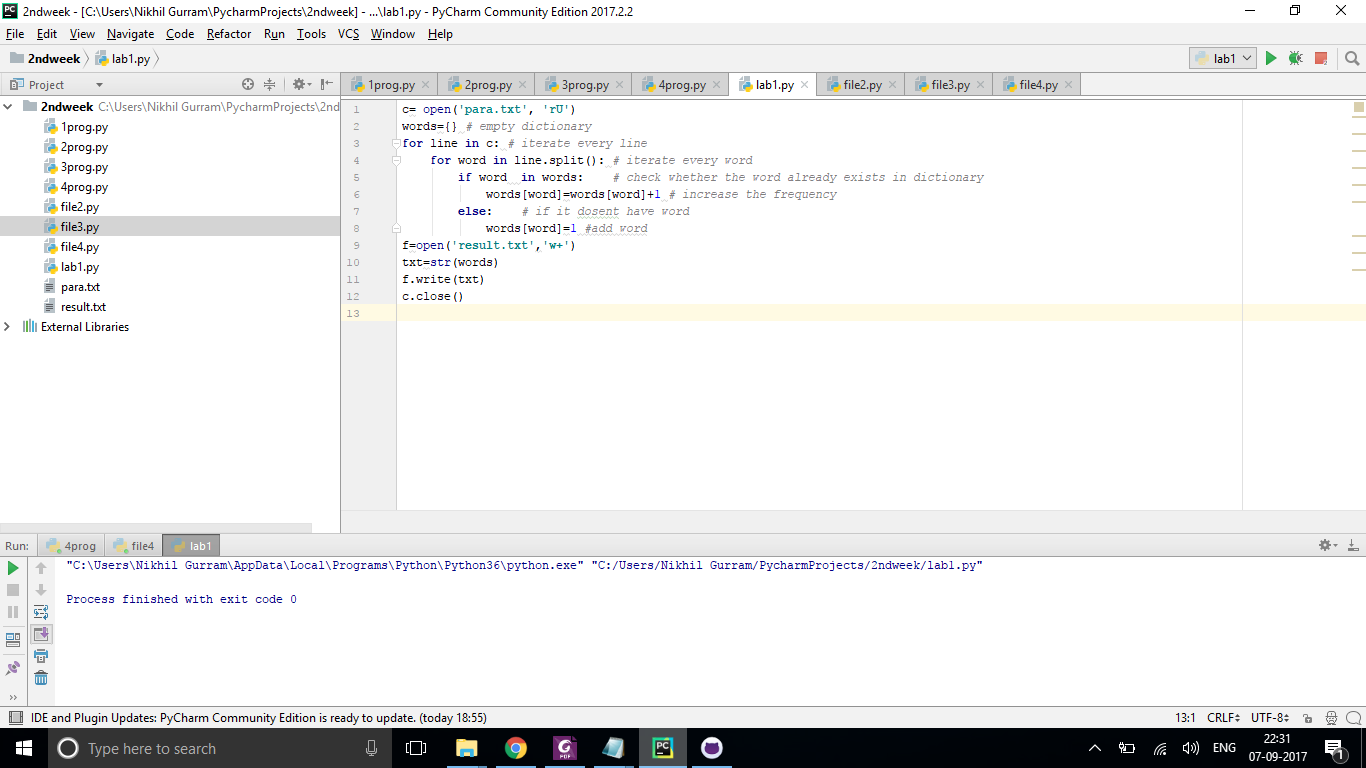 2ndweek - [C:\Users\Nikhil Gurram\PycharmProjects\2ndweek] - ...\lab1.py - PyCharm Community Edition 2017.2.2
File Edit View Navigate Code Refactor Run Tools VCS Window Help
2ndweek lab1.py lab1
Project 1prog.py 2prog.py 3prog.py 4prog.py lab1.py file2.py file3.py file4.py
2ndweek C:\Users\Nikhil Gurram\PycharmProjects\2nd
1prog.py
2prog.py
3prog.py
4prog.py
file2.py
file3.py
file4.py
lab1.py
para.txt
result.txt
External Libraries
1 c= open('para.txt', 'rU')
2 words={} # empty dictionary
3 for line in c: # iterate every line
4     for word in line.split(): # iterate every word
5         if word  in words:    # check whether the word already exists in dictionary
6             words[word]=words[word]+1 # increase the frequency
7         else:    # if it dosent have word
8             words[word]=1 #add word
9 f=open('result.txt','w+')
10 txt=str(words)
11 f.write(txt)
12 c.close()
13
Run: 4prog file4 lab1
"C:\Users\Nikhil Gurram\AppData\Local\Programs\Python\Python36\python.exe" "C:/Users/Nikhil Gurram/PycharmProjects/2ndweek/lab1.py"
Process finished with exit code 0
IDE and Plugin Updates: PyCharm Community Edition is ready to update. (today 18:55) 13:1 CRLF UTF-8
Type here to search ENG 22:31
07-09-2017 1